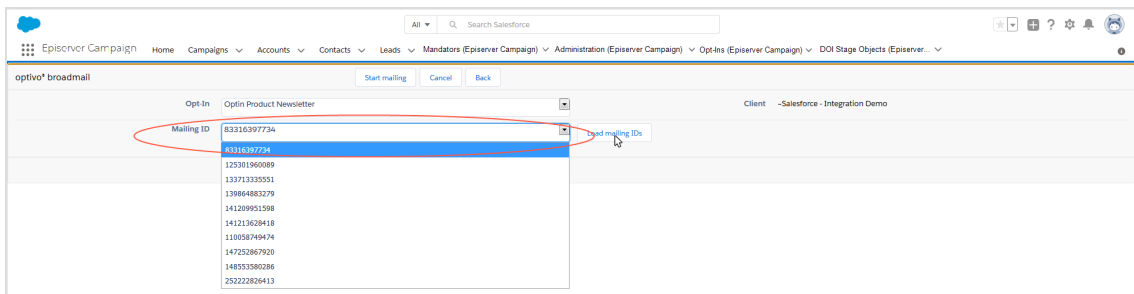 All Search Salesforce
Episerver Campaign Home Campaigns Accounts Contacts Leads Mandators (Episerver Campaign) Administration (Episerver Campaign) Opt-Ins (Episerver Campaign) DOI Stage Objects (Episerver...
optivo* broadmail Start mailing Cancel Back
Opt-In Optin Product Newsletter Client ~Salesforce - Integration Demo
Mailing ID 83316397734 Load mailing IDs
83316397734
125301960089
133713335551
139864883279
141209951598
141213628418
110058749474
147252867920
148553580286
252222826413